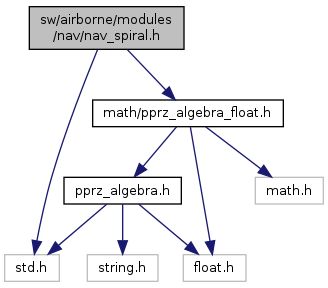 sw/airborne/modules
/nav/nav_spiral.h
math/pprz_algebra_float.h
pprz_algebra.h
math.h
std.h
string.h
float.h